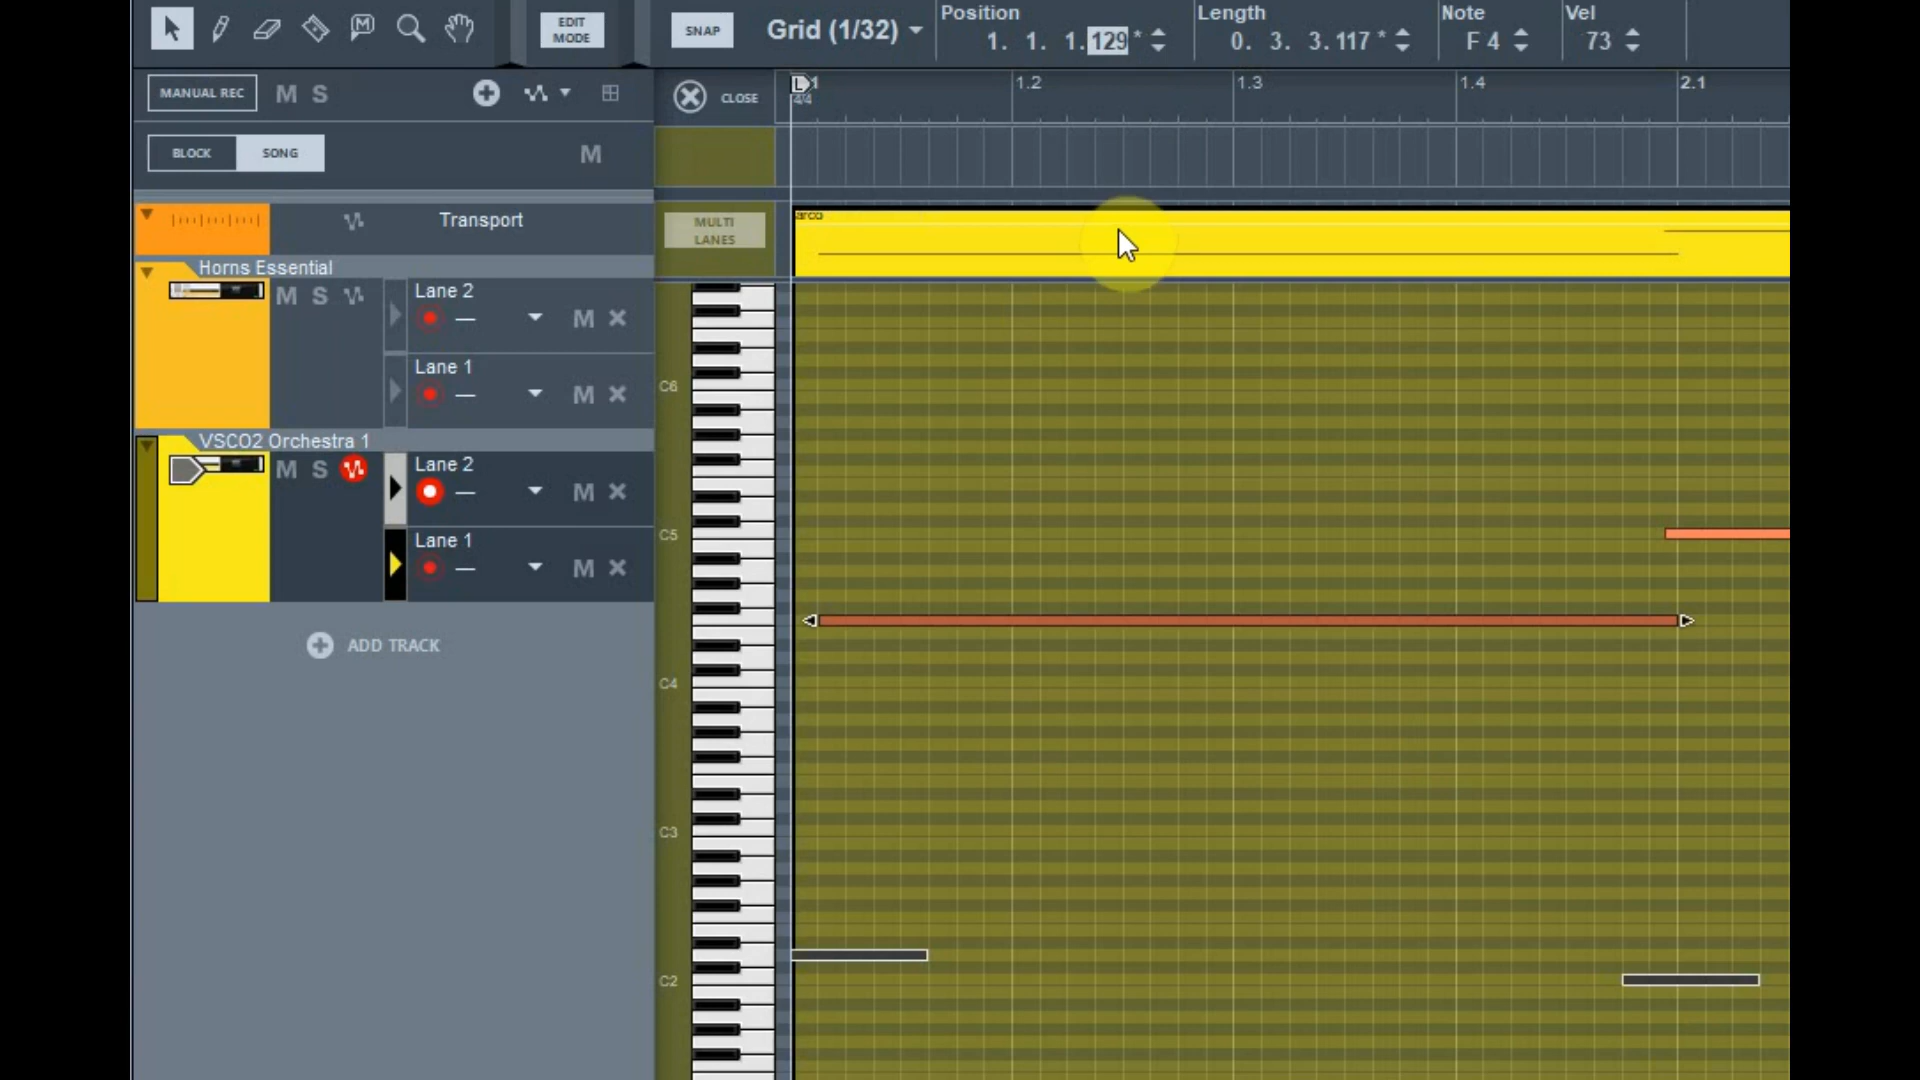 EDIT
MODE
SNAP
Grid (1/32)
Position
1. 1. 1.129 *
Length
0. 3. 3.117 *
Note
F 4
Vel
73
MANUAL REC
M S
CLOSE
L 1
4/4
1.2
1.3
1.4
2.1
BLOCK
SONG
M
Transport
MULTI
LANES
arco
Horns Essential
M S
Lane 2
M
Lane 1
M
VSCO2 Orchestra 1
M S
Lane 2
M
Lane 1
M
ADD TRACK
C6
C5
C4
C3
C2